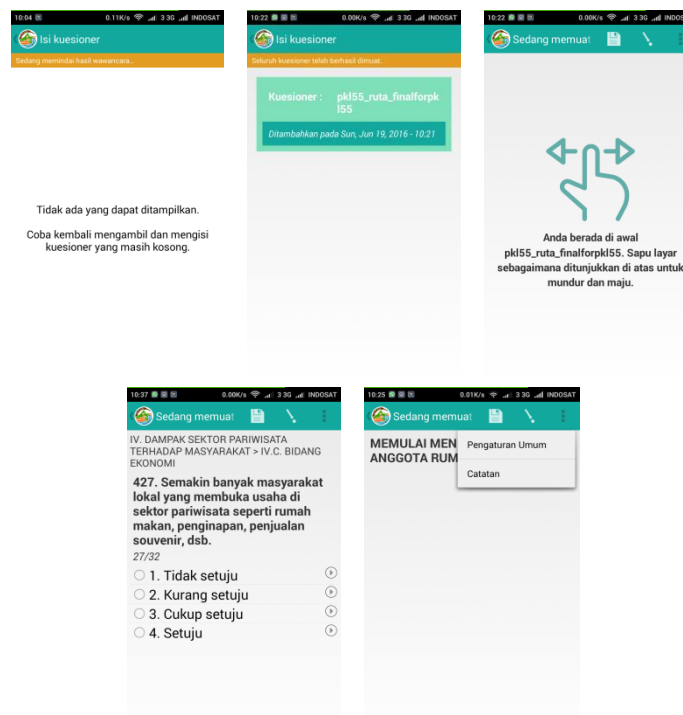 10:04 0.11K/s 3 3G INDOSAT
Isi kuesioner
Sedang memindai hasil wawancara...
Tidak ada yang dapat ditampilkan.
Coba kembali mengambil dan mengisi
kuesioner yang masih kosong.
10:22 0.00K/s 3 3G INDOSAT
Isi kuesioner
Seluruh kuesioner telah berhasil dimuat.
Kuesioner : pkl55_ruta_finalforpk
l55
Ditambahkan pada Sun, Jun 19, 2016 - 10:21
10:22 0.00K/s 3 3G INDOS
Sedang memuat
Anda berada di awal
pkl55_ruta_finalforpkl55. Sapu layar
sebagaimana ditunjukkan di atas untuk
mundur dan maju.
10:37 0.00K/s 3 3G INDOSAT
Sedang memuat
IV. DAMPAK SEKTOR PARIWISATA
TERHADAP MASYARAKAT > IV.C. BIDANG
EKONOMI
427. Semakin banyak masyarakat
lokal yang membuka usaha di
sektor pariwisata seperti rumah
makan, penginapan, penjualan
souvenir, dsb.
27/32
1. Tidak setuju
2. Kurang setuju
3. Cukup setuju
4. Setuju
10:25 0.01K/s 3 3G INDOSAT
Sedang memuat
MEMULAI MEN
ANGGOTA RUM
Pengaturan Umum
Catatan